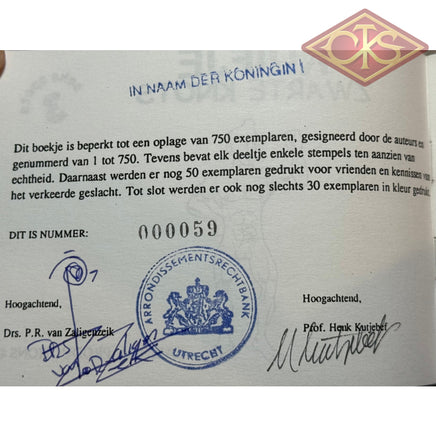 CTS
IN NAAM DER KONINGIN!
Dit boekje is beperkt tot een oplage van 750 exemplaren, gesigneerd door de auteurs en
genummerd van 1 tot 750. Tevens bevat elk deeltje enkele stempels ten aanzien van
echtheid. Daarnaast werden er nog 50 exemplaren gedrukt voor vrienden en kennissen van
het verkeerde geslacht. Tot slot werden er ook nog slechts 30 exemplaren in kleur gedrukt.
DIT IS NUMMER: 000059
ARRONDISSEMENTSRECHTBANK
UTRECHT
Hoogachtend,
Drs. P.R. van Zaligenzeik
Hoogachtend,
Prof. Henk Kutjebef